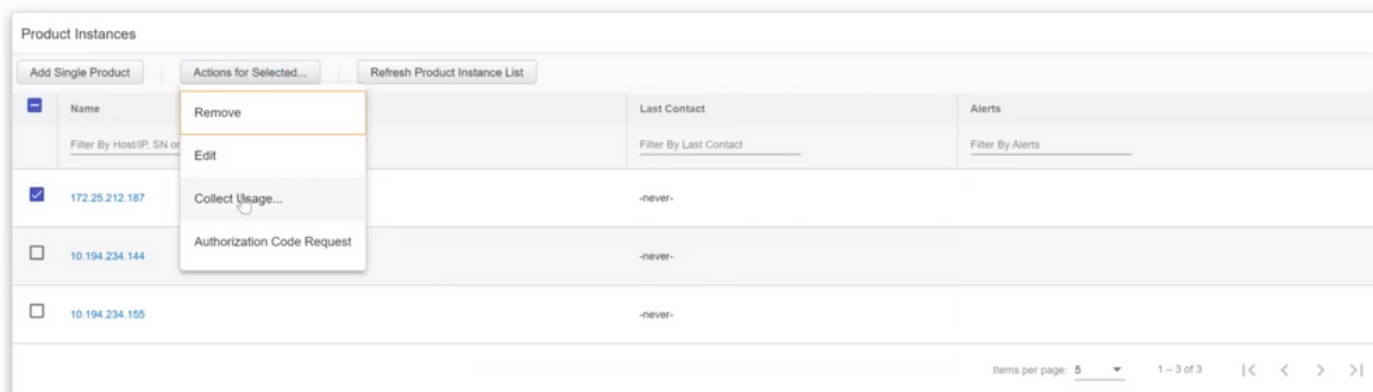 Product Instances
Add Single Product
Actions for Selected...
Refresh Product Instance List
Name
Last Contact
Alerts
Filter By Host/IP, SN or
Filter By Last Contact
Filter By Alerts
Remove
Edit
Collect Usage...
Authorization Code Request
172.25.212.187
-never-
10.194.234.144
-never-
10.194.234.155
-never-
Items per page: 5
1 – 3 of 3